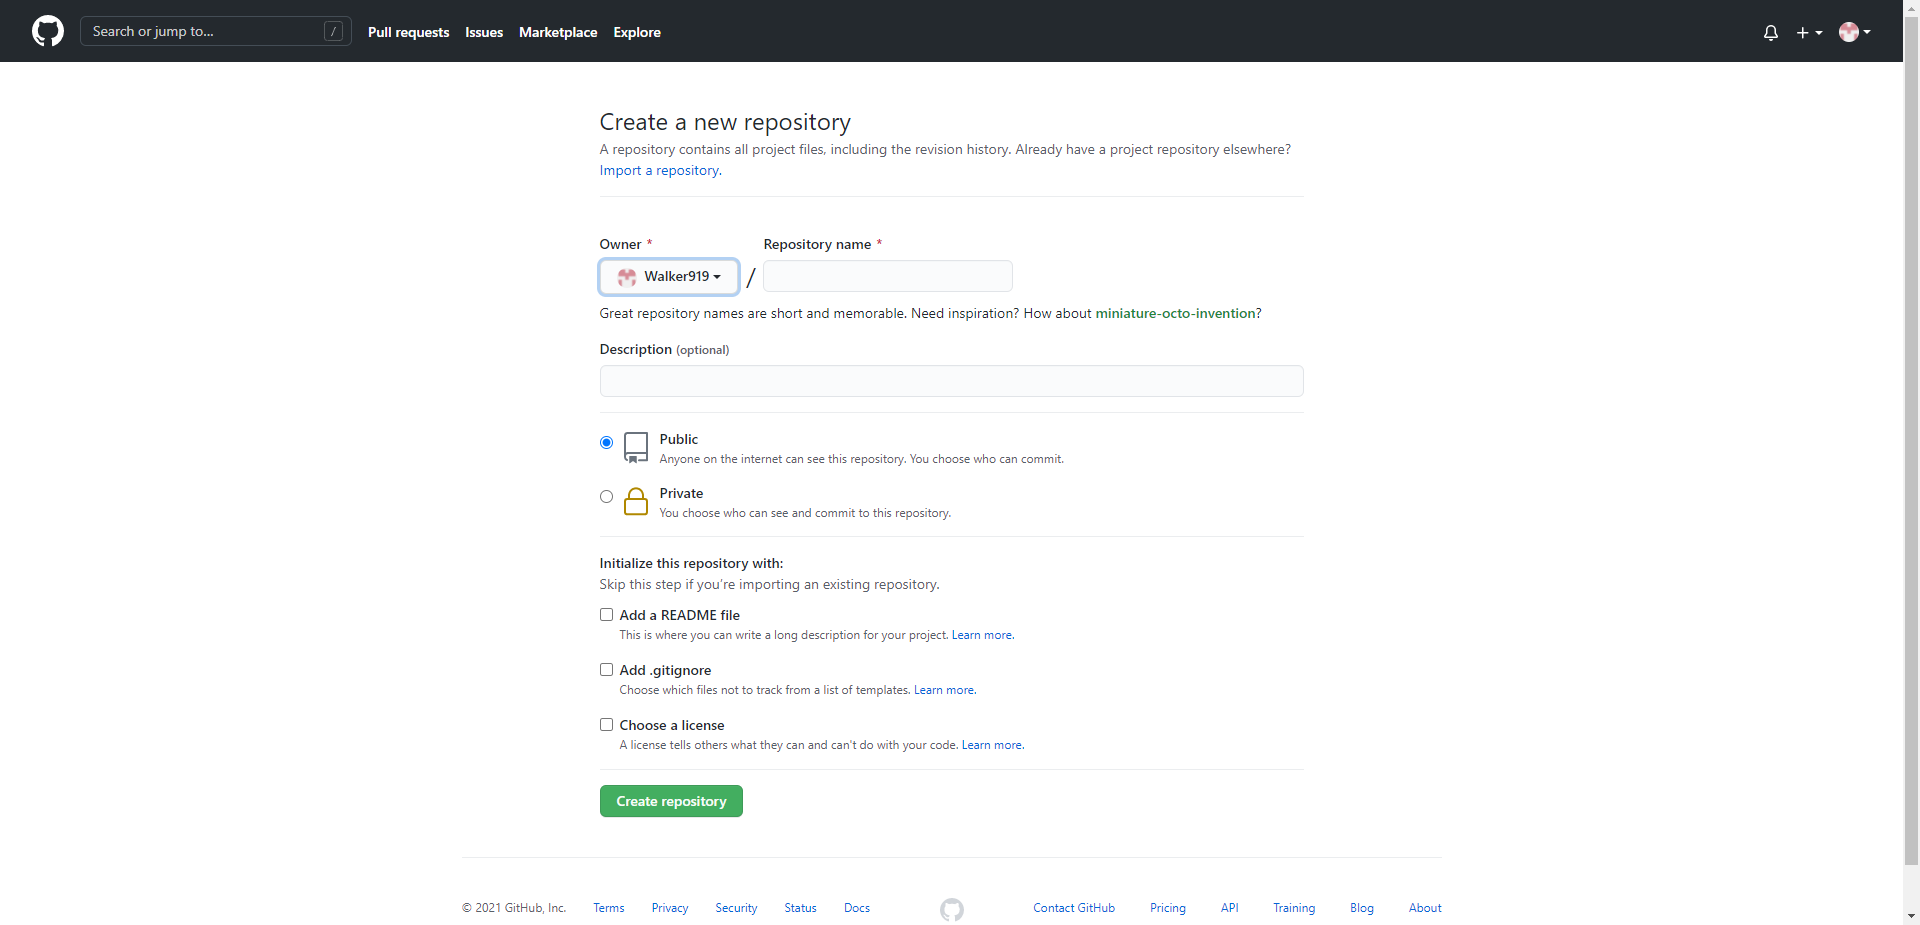 Search or jump to... /
Pull requests Issues Marketplace Explore
Create a new repository
A repository contains all project files, including the revision history. Already have a project repository elsewhere?
Import a repository.
Owner * Repository name *
Walker919 /
Great repository names are short and memorable. Need inspiration? How about miniature-octo-invention?
Description (optional)
Public
Anyone on the internet can see this repository. You choose who can commit.
Private
You choose who can see and commit to this repository.
Initialize this repository with:
Skip this step if you're importing an existing repository.
Add a README file
This is where you can write a long description for your project. Learn more.
Add .gitignore
Choose which files not to track from a list of templates. Learn more.
Choose a license
A license tells others what they can and can't do with your code. Learn more.
Create repository
© 2021 GitHub, Inc. Terms Privacy Security Status Docs Contact GitHub Pricing API Training Blog About